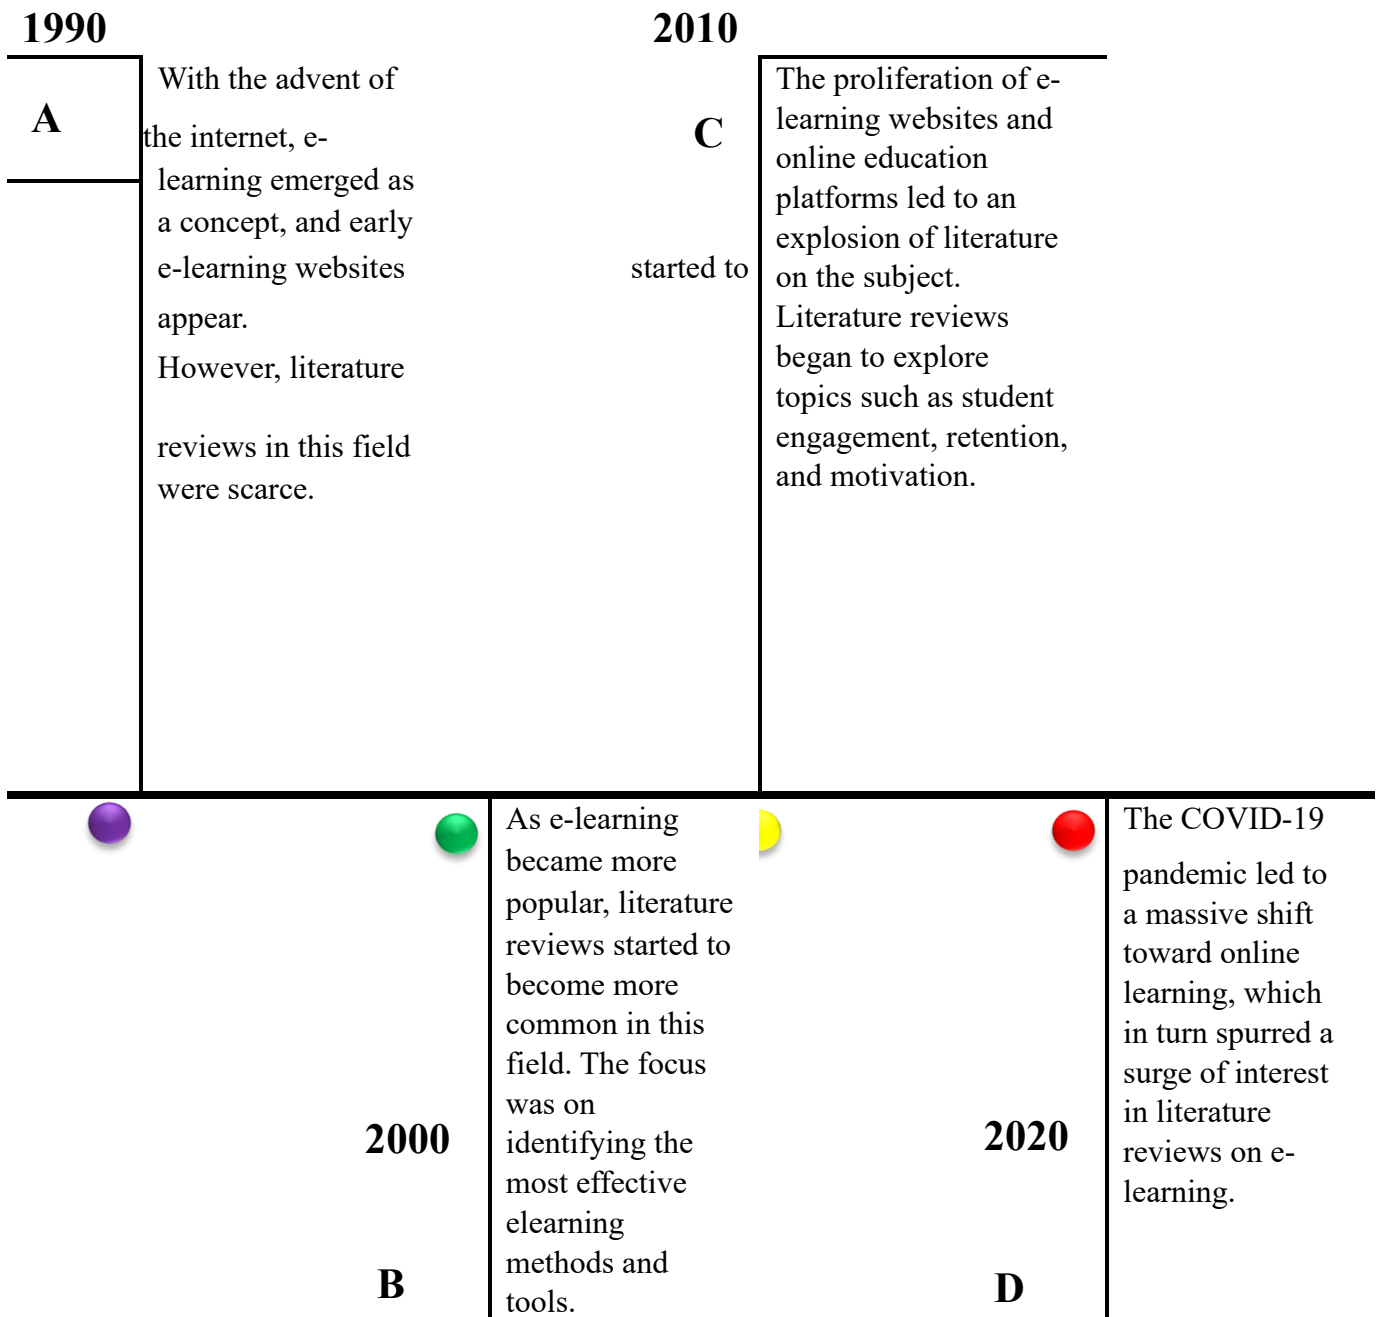 1990
A
With the advent of
the internet, e-
learning emerged as
a concept, and early
e-learning websites
started to
appear.
However, literature
reviews in this field
were scarce.
2010
C
The proliferation of e-
learning websites and
online education
platforms led to an
explosion of literature
on the subject.
Literature reviews
began to explore
topics such as student
engagement, retention,
and motivation.
2000
B
As e-learning
became more
popular, literature
reviews started to
become more
common in this
field. The focus
was on
identifying the
most effective
elearning
methods and
tools.
2020
D
The COVID-19
pandemic led to
a massive shift
toward online
learning, which
in turn spurred a
surge of interest
in literature
reviews on e-
learning.